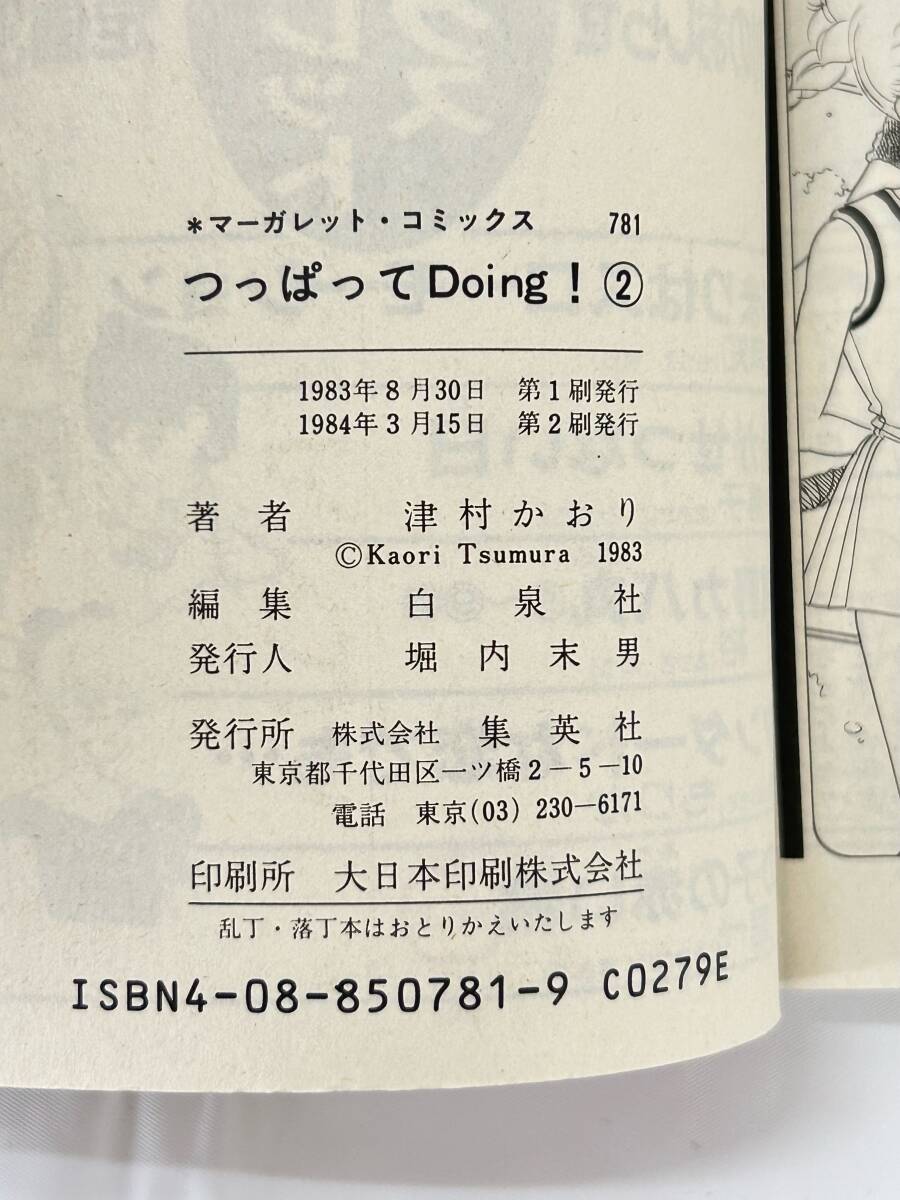 *マーガレット・コミックス 781
つっぱってDoing!②
1983年8月30日 第1刷発行
1984年3月15日 第2刷発行
著者 津村かおり
©Kaori Tsumura 1983
編集 白泉社
発行人 堀内末男
発行所 株式会社 集英社
東京都千代田区一ツ橋2-5-10
電話 東京(03)230-6171
印刷所 大日本印刷株式会社
乱丁・落丁本はおとりかえいたします
ISBN4-08-850781-9 C0279E